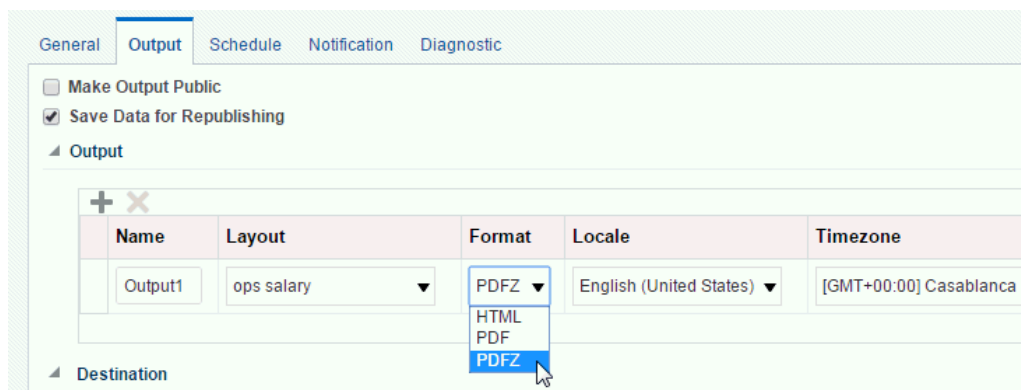 General Output Schedule Notification Diagnostic
Make Output Public
Save Data for Republishing
Output
Name Layout Format Locale Timezone
Output1 ops salary PDFZ English (United States) [GMT+00:00] Casablanca
HTML
PDF
PDFZ
Destination